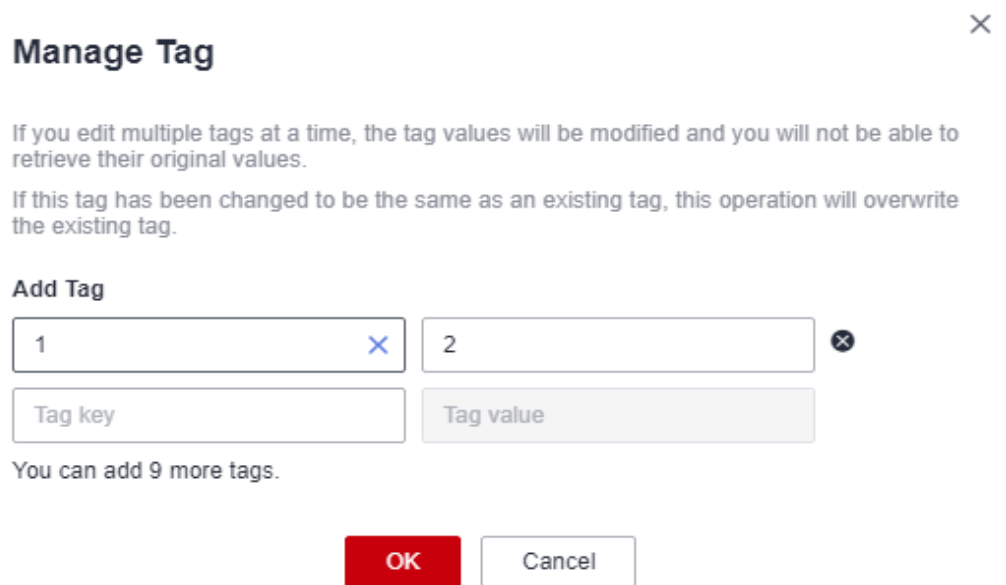 Manage Tag
If you edit multiple tags at a time, the tag values will be modified and you will not be able to
retrieve their original values.
If this tag has been changed to be the same as an existing tag, this operation will overwrite
the existing tag.
Add Tag
1 2
Tag key Tag value
You can add 9 more tags.
OK Cancel